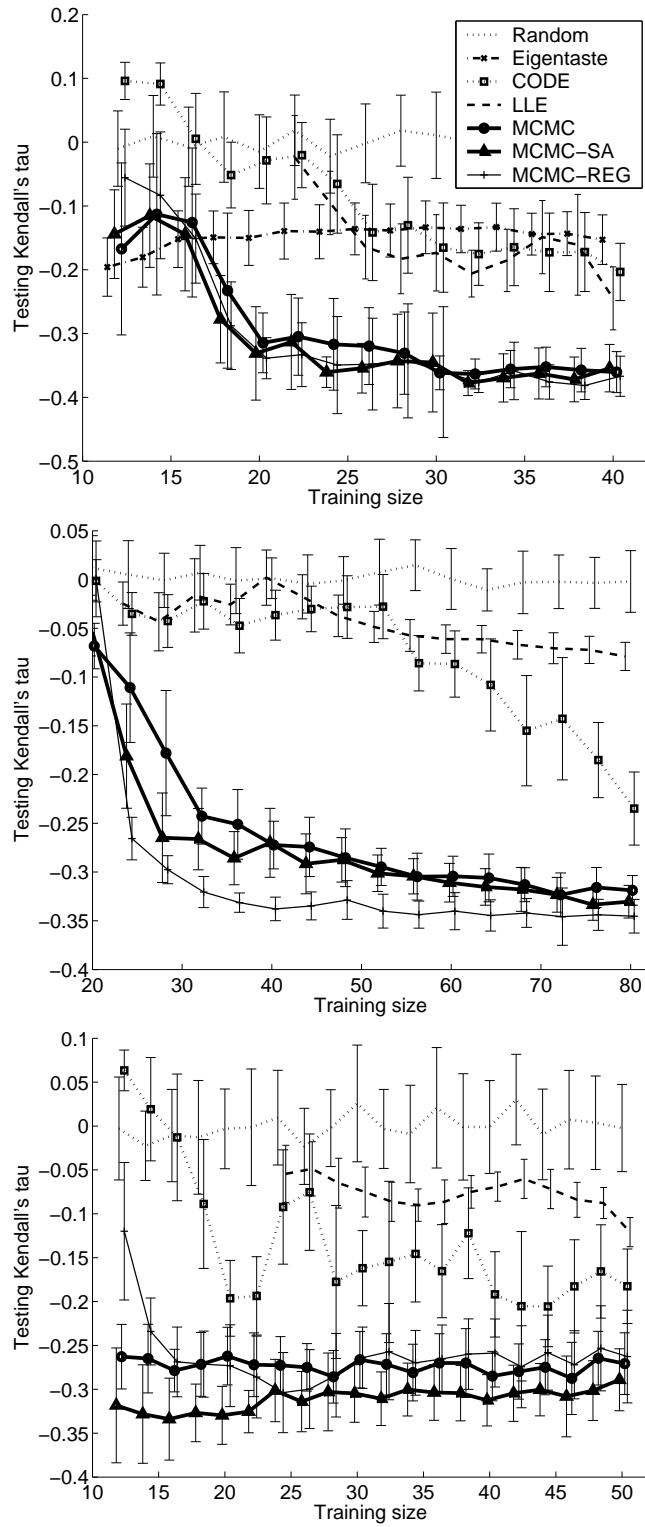 0.2
0.1
0
−0.1
−0.2
−0.3
−0.4
−0.5
Testing Kendall's tau
Random
Eigentaste
CODE
LLE
MCMC
MCMC-SA
MCMC-REG
10 15 20 25 30 35 40
Training size
0.05
0
−0.05
−0.1
−0.15
−0.2
−0.25
−0.3
−0.35
−0.4
Testing Kendall's tau
20 30 40 50 60 70 80
Training size
0.1
0.05
0
−0.05
−0.1
−0.15
−0.2
−0.25
−0.3
−0.35
−0.4
Testing Kendall's tau
10 15 20 25 30 35 40 45 50
Training size